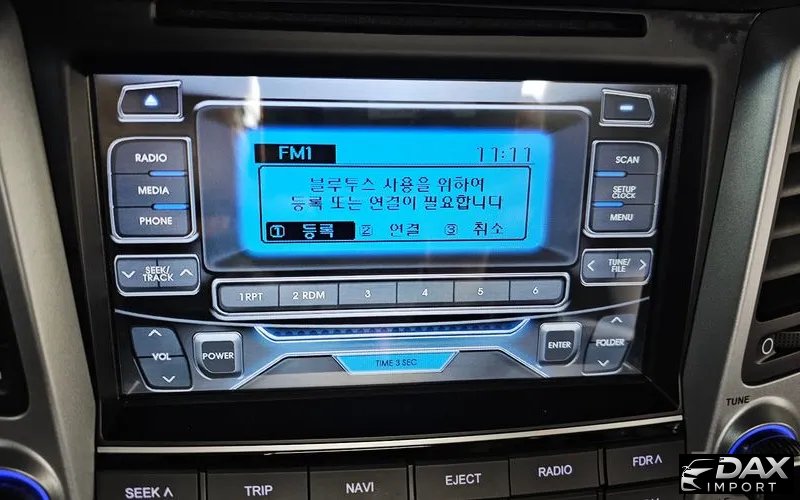 FM1 11:11
블루투스 사용을 위하여
등록 또는 연결이 필요합니다
① 등록 ② 연결 ③ 취소
RADIO
MEDIA
PHONE
SCAN
SETUP
CLOCK
MENU
SEEK/
TRACK
TUNE/
FILE
1 RPT 2 RDM 3 4 5 6
VOL
POWER
TIME 3 SEC
ENTER
FOLDER
TUNE
SEEK ∧ TRIP NAVI EJECT RADIO FDR ∧
DAX
IMPORT